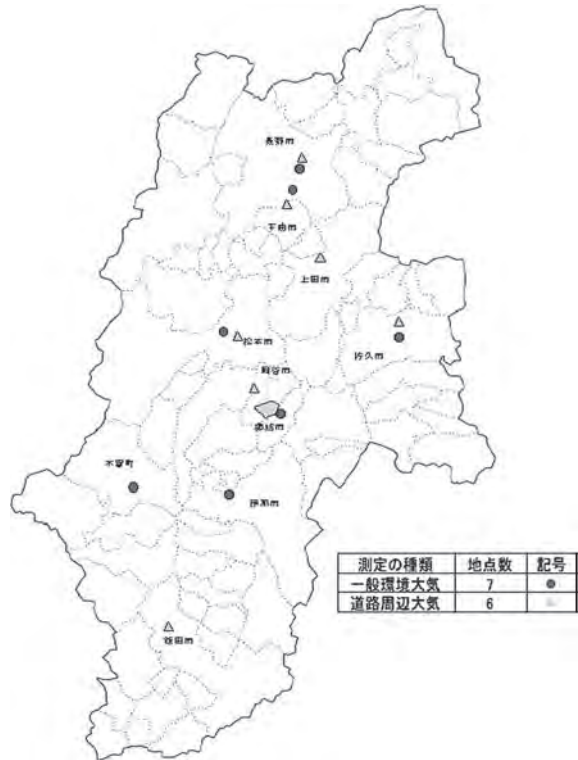 長野市
千曲市
上田市
松本市
佐久市
岡谷市
諏訪市
木曽町
伊那市
飯田市
測定の種類 地点数 記号
一般環境大気 7 ●
道路周辺大気 6 △